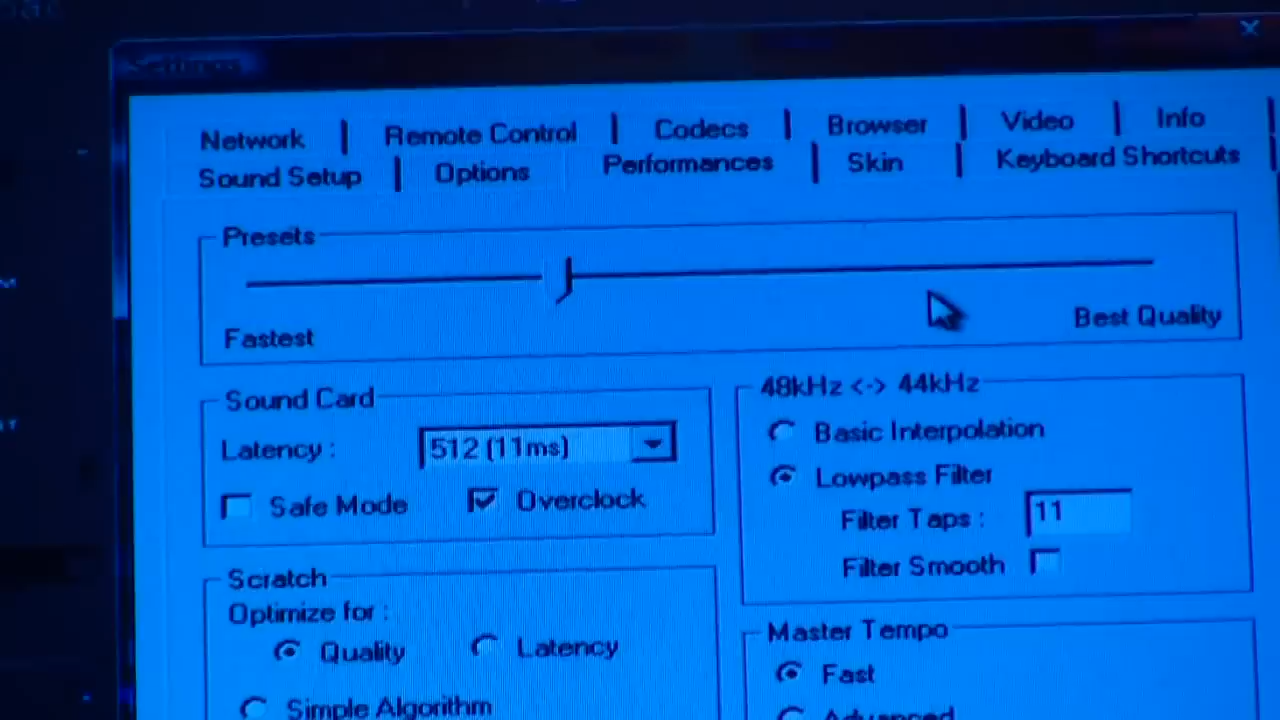 Settings
Network | Remote Control | Codecs | Browser | Video | Info
Sound Setup | Options Performances | Skin | Keyboard Shortcuts
Presets
Fastest
Best Quality
Sound Card
Latency : 512 (11ms)
Safe Mode Overclock
48kHz <-> 44kHz
Basic Interpolation
Lowpass Filter
Filter Taps : 11
Filter Smooth
Scratch
Optimize for :
Quality Latency
Simple Algorithm
Master Tempo
Fast
Advanced